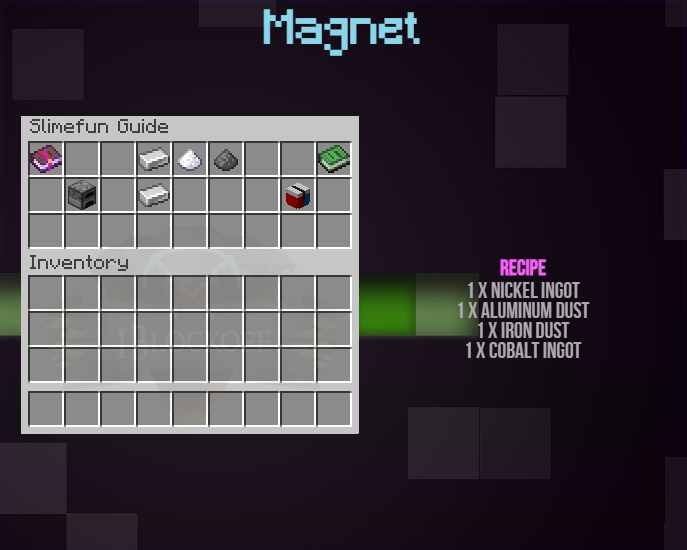 Magnet
Slimefun Guide
Inventory
RECIPE
1 X NICKEL INGOT
1 X ALUMINUM DUST
1 X IRON DUST
1 X COBALT INGOT